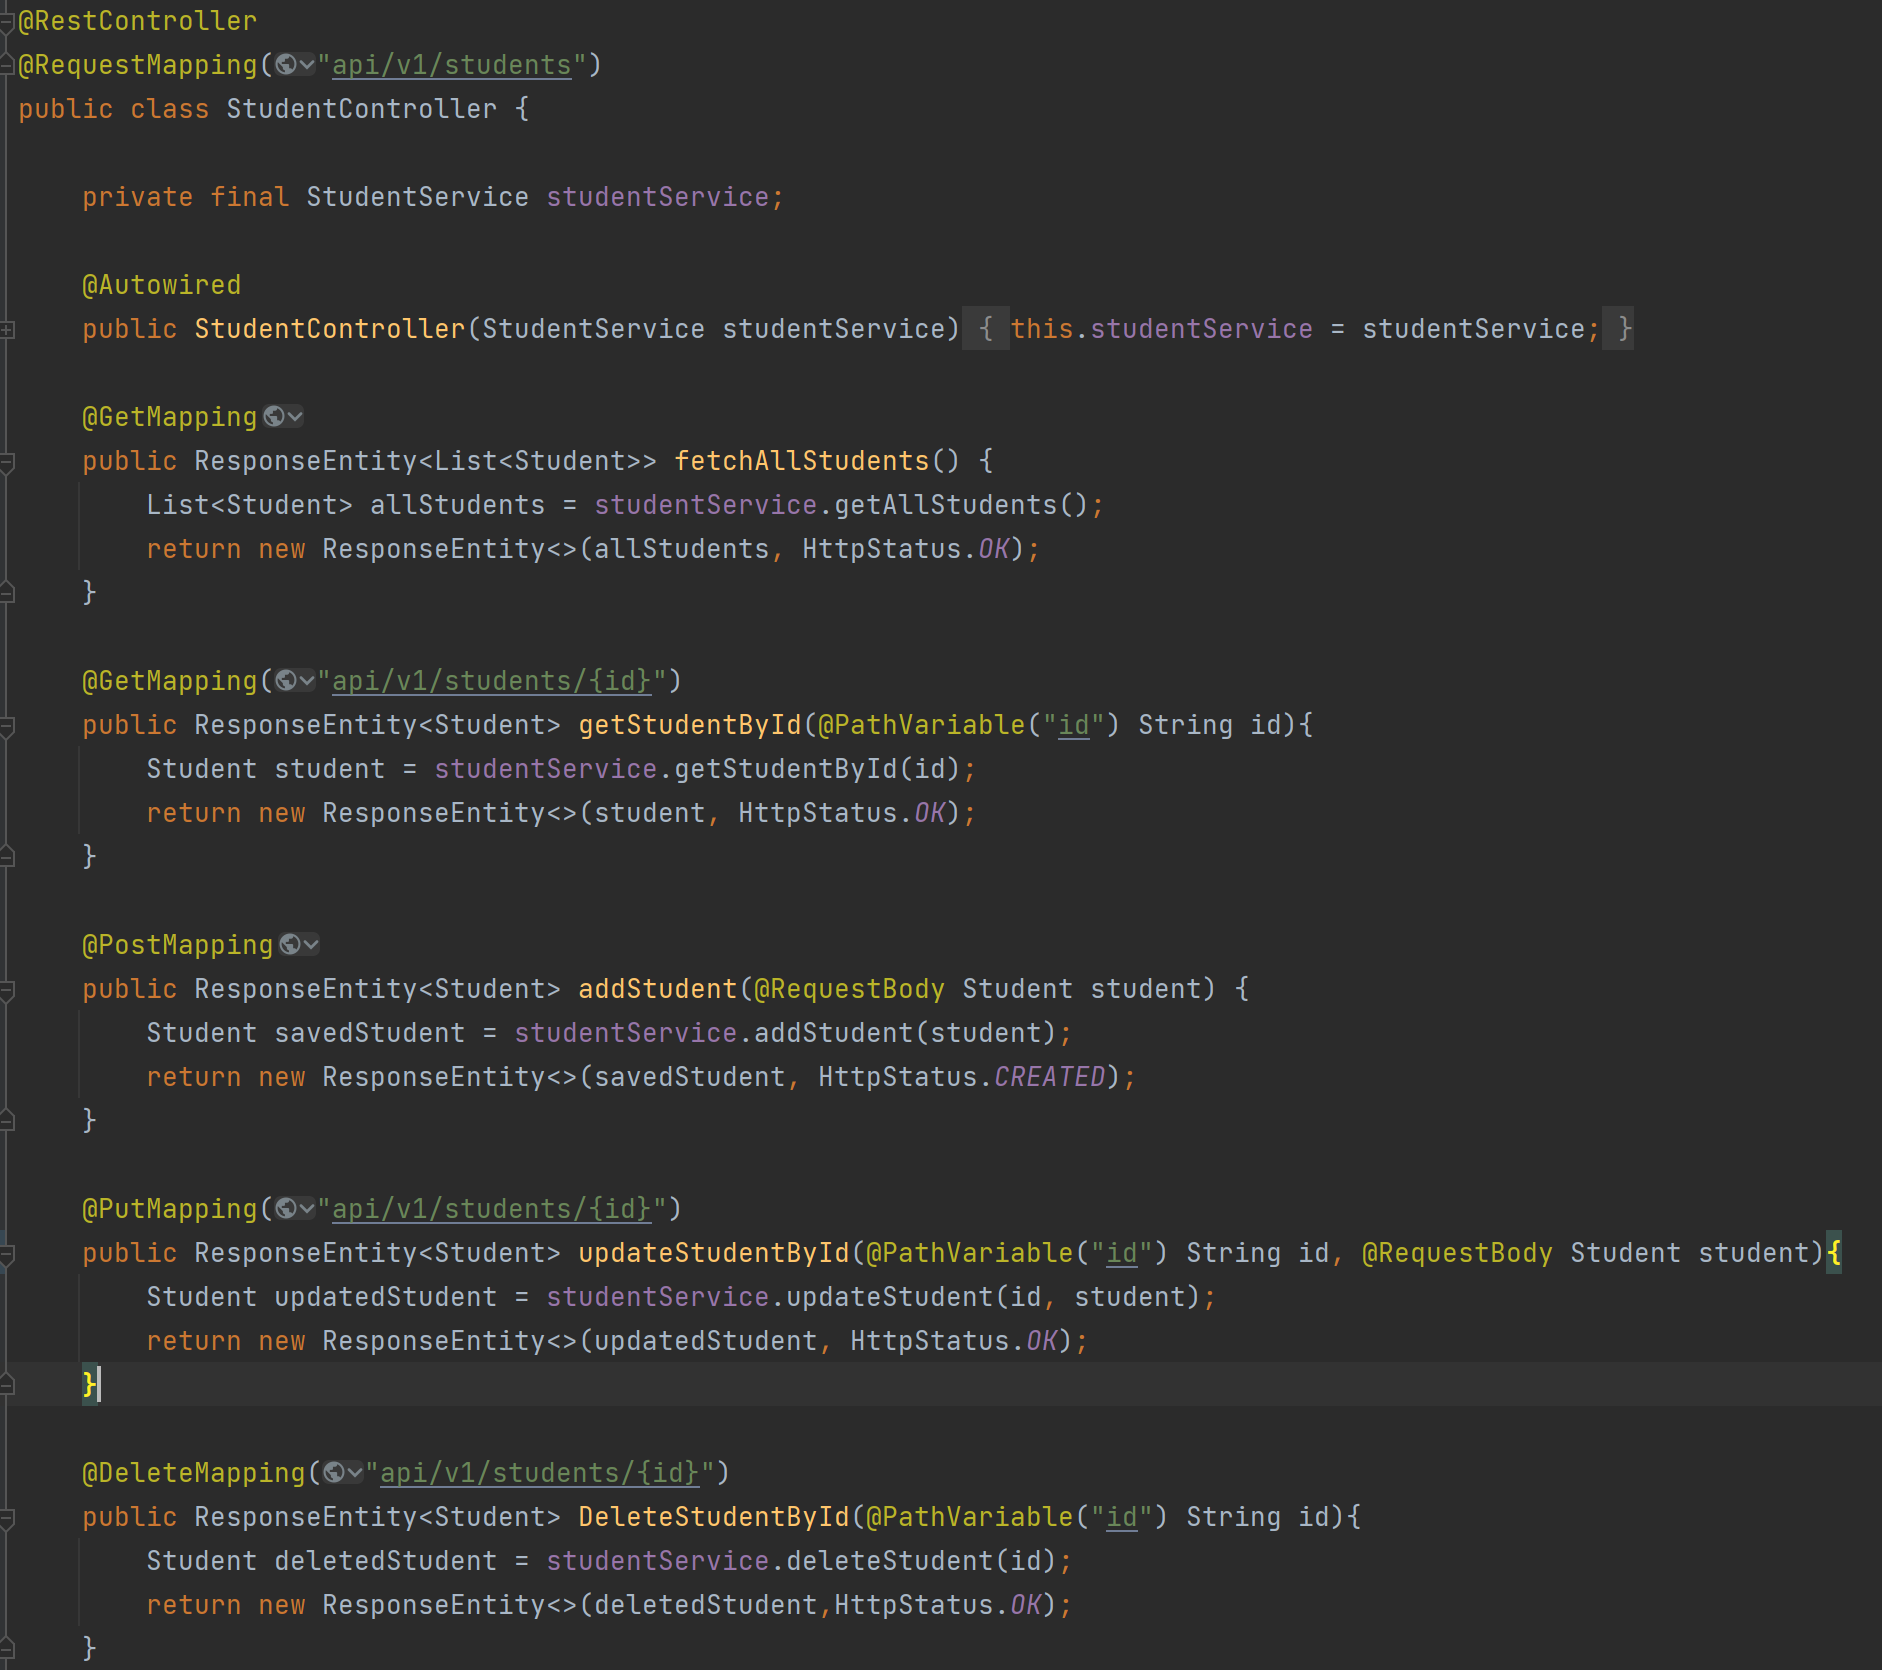 @RestController
@RequestMapping("api/v1/students")
public class StudentController {
private final StudentService studentService;
@Autowired
public StudentController(StudentService studentService) { this.studentService = studentService; }
@GetMapping
public ResponseEntity<List<Student>> fetchAllStudents() {
List<Student> allStudents = studentService.getAllStudents();
return new ResponseEntity<>(allStudents, HttpStatus.OK);
}
@GetMapping("api/v1/students/{id}")
public ResponseEntity<Student> getStudentById(@PathVariable("id") String id){
Student student = studentService.getStudentById(id);
return new ResponseEntity<>(student, HttpStatus.OK);
}
@PostMapping
public ResponseEntity<Student> addStudent(@RequestBody Student student) {
Student savedStudent = studentService.addStudent(student);
return new ResponseEntity<>(savedStudent, HttpStatus.CREATED);
}
@PutMapping("api/v1/students/{id}")
public ResponseEntity<Student> updateStudentById(@PathVariable("id") String id, @RequestBody Student student){
Student updatedStudent = studentService.updateStudent(id, student);
return new ResponseEntity<>(updatedStudent, HttpStatus.OK);
}
@DeleteMapping("api/v1/students/{id}")
public ResponseEntity<Student> DeleteStudentById(@PathVariable("id") String id){
Student deletedStudent = studentService.deleteStudent(id);
return new ResponseEntity<>(deletedStudent,HttpStatus.OK);
}